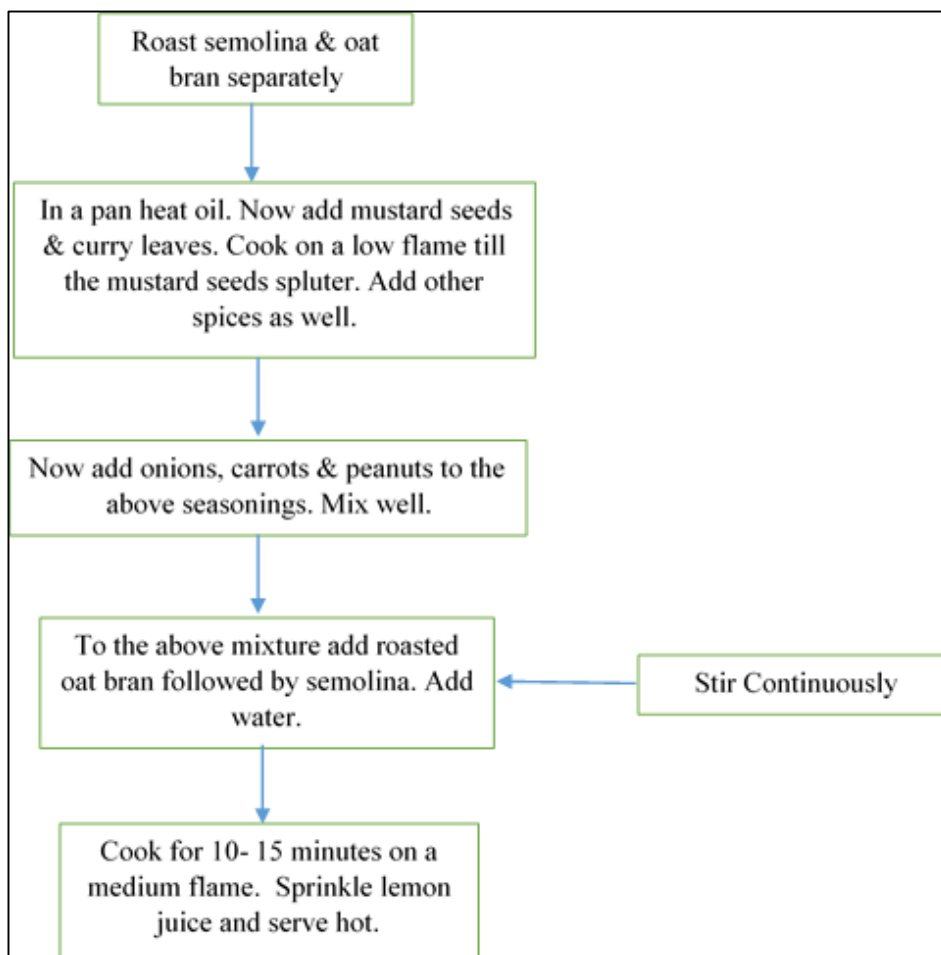 Roast semolina & oat
bran separately
In a pan heat oil. Now add mustard seeds
& curry leaves. Cook on a low flame till
the mustard seeds spluter. Add other
spices as well.
Now add onions, carrots & peanuts to the
above seasonings. Mix well.
To the above mixture add roasted
oat bran followed by semolina. Add
water.
Stir Continuously
Cook for 10- 15 minutes on a
medium flame.  Sprinkle lemon
juice and serve hot.